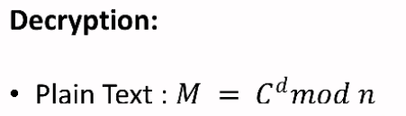 Decryption:
• Plain Text : M = C^d mod n